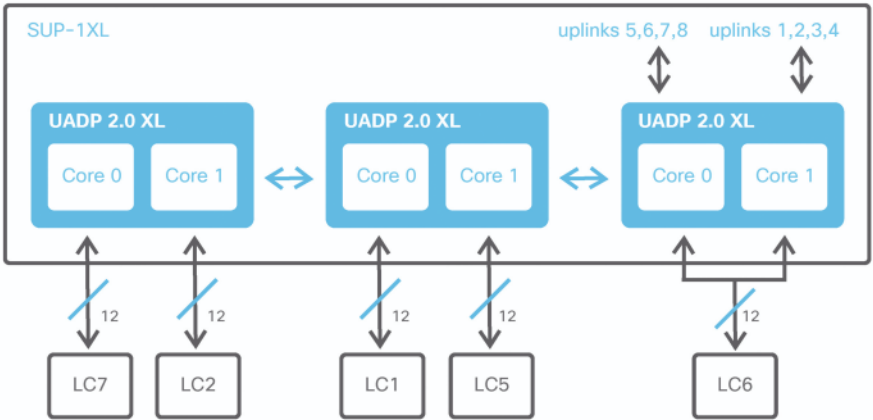 SUP-1XL
uplinks 5,6,7,8
uplinks 1,2,3,4
UADP 2.0 XL
Core 0
Core 1
UADP 2.0 XL
Core 0
Core 1
UADP 2.0 XL
Core 0
Core 1
12
12
12
12
12
LC7
LC2
LC1
LC5
LC6